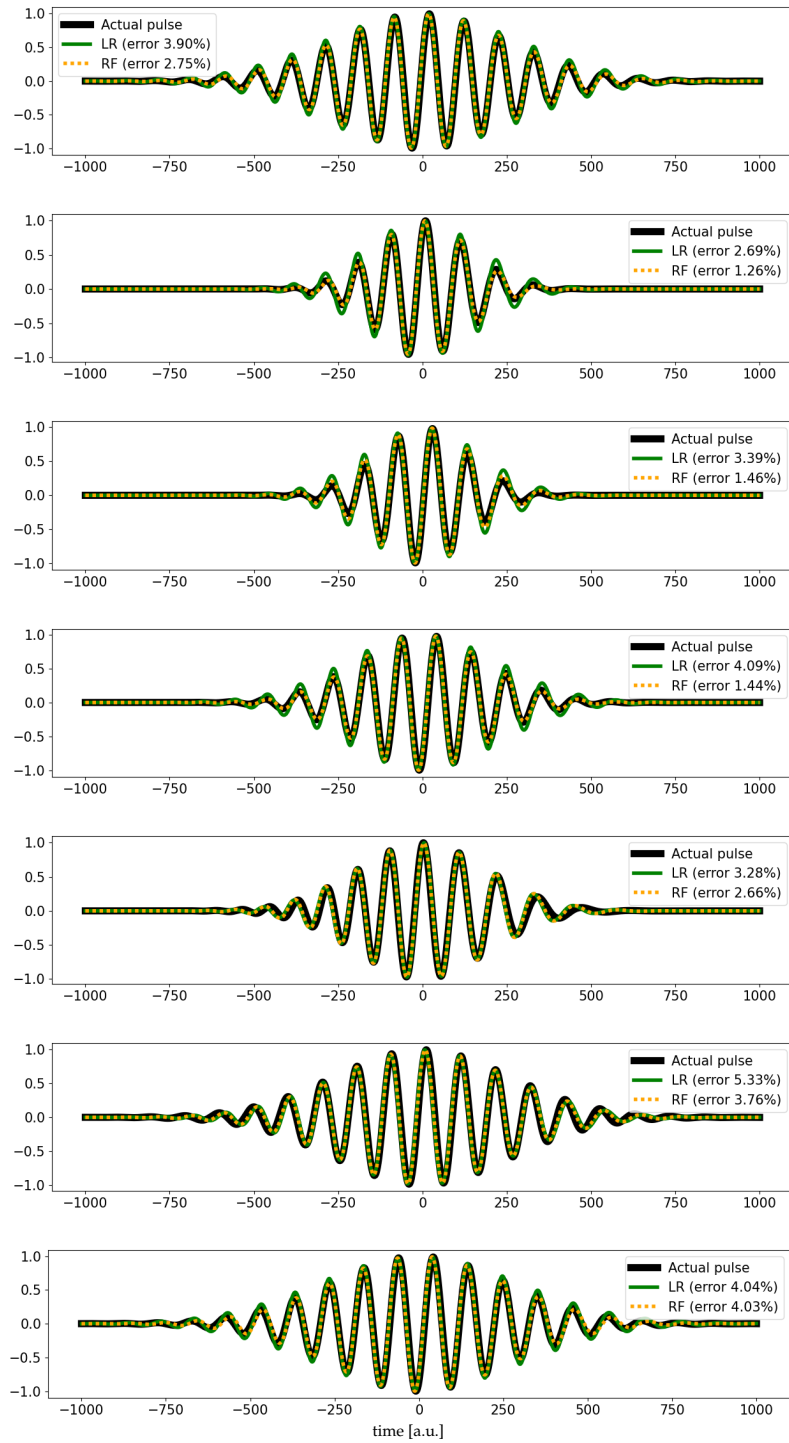 1.0
0.5
0.0
−0.5
−1.0
Actual pulse
LR (error 3.90%)
RF (error 2.75%)
−1000 −750 −500 −250 0 250 500 750 1000
1.0
0.5
0.0
−0.5
−1.0
Actual pulse
LR (error 2.69%)
RF (error 1.26%)
−1000 −750 −500 −250 0 250 500 750 1000
1.0
0.5
0.0
−0.5
−1.0
Actual pulse
LR (error 3.39%)
RF (error 1.46%)
−1000 −750 −500 −250 0 250 500 750 1000
1.0
0.5
0.0
−0.5
−1.0
Actual pulse
LR (error 4.09%)
RF (error 1.44%)
−1000 −750 −500 −250 0 250 500 750 1000
1.0
0.5
0.0
−0.5
−1.0
Actual pulse
LR (error 3.28%)
RF (error 2.66%)
−1000 −750 −500 −250 0 250 500 750 1000
1.0
0.5
0.0
−0.5
−1.0
Actual pulse
LR (error 5.33%)
RF (error 3.76%)
−1000 −750 −500 −250 0 250 500 750 1000
1.0
0.5
0.0
−0.5
−1.0
Actual pulse
LR (error 4.04%)
RF (error 4.03%)
−1000 −750 −500 −250 0 250 500 750 1000
time [a.u.]